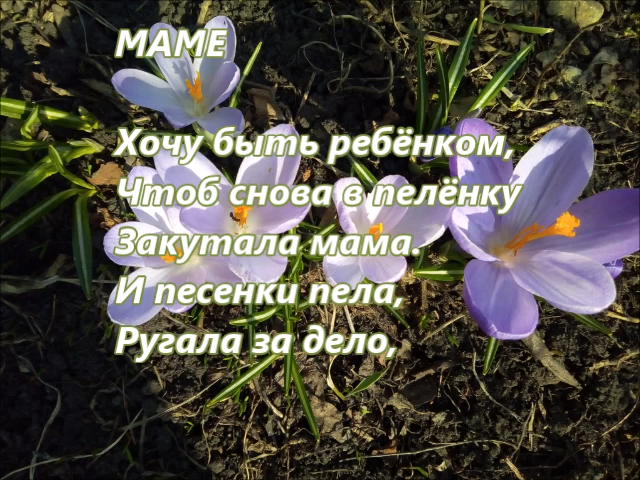 МАМЕ
Хочу быть ребёнком,
Чтоб снова в пелёнку
Закутала мама.
И песенки пела,
Ругала за дело,